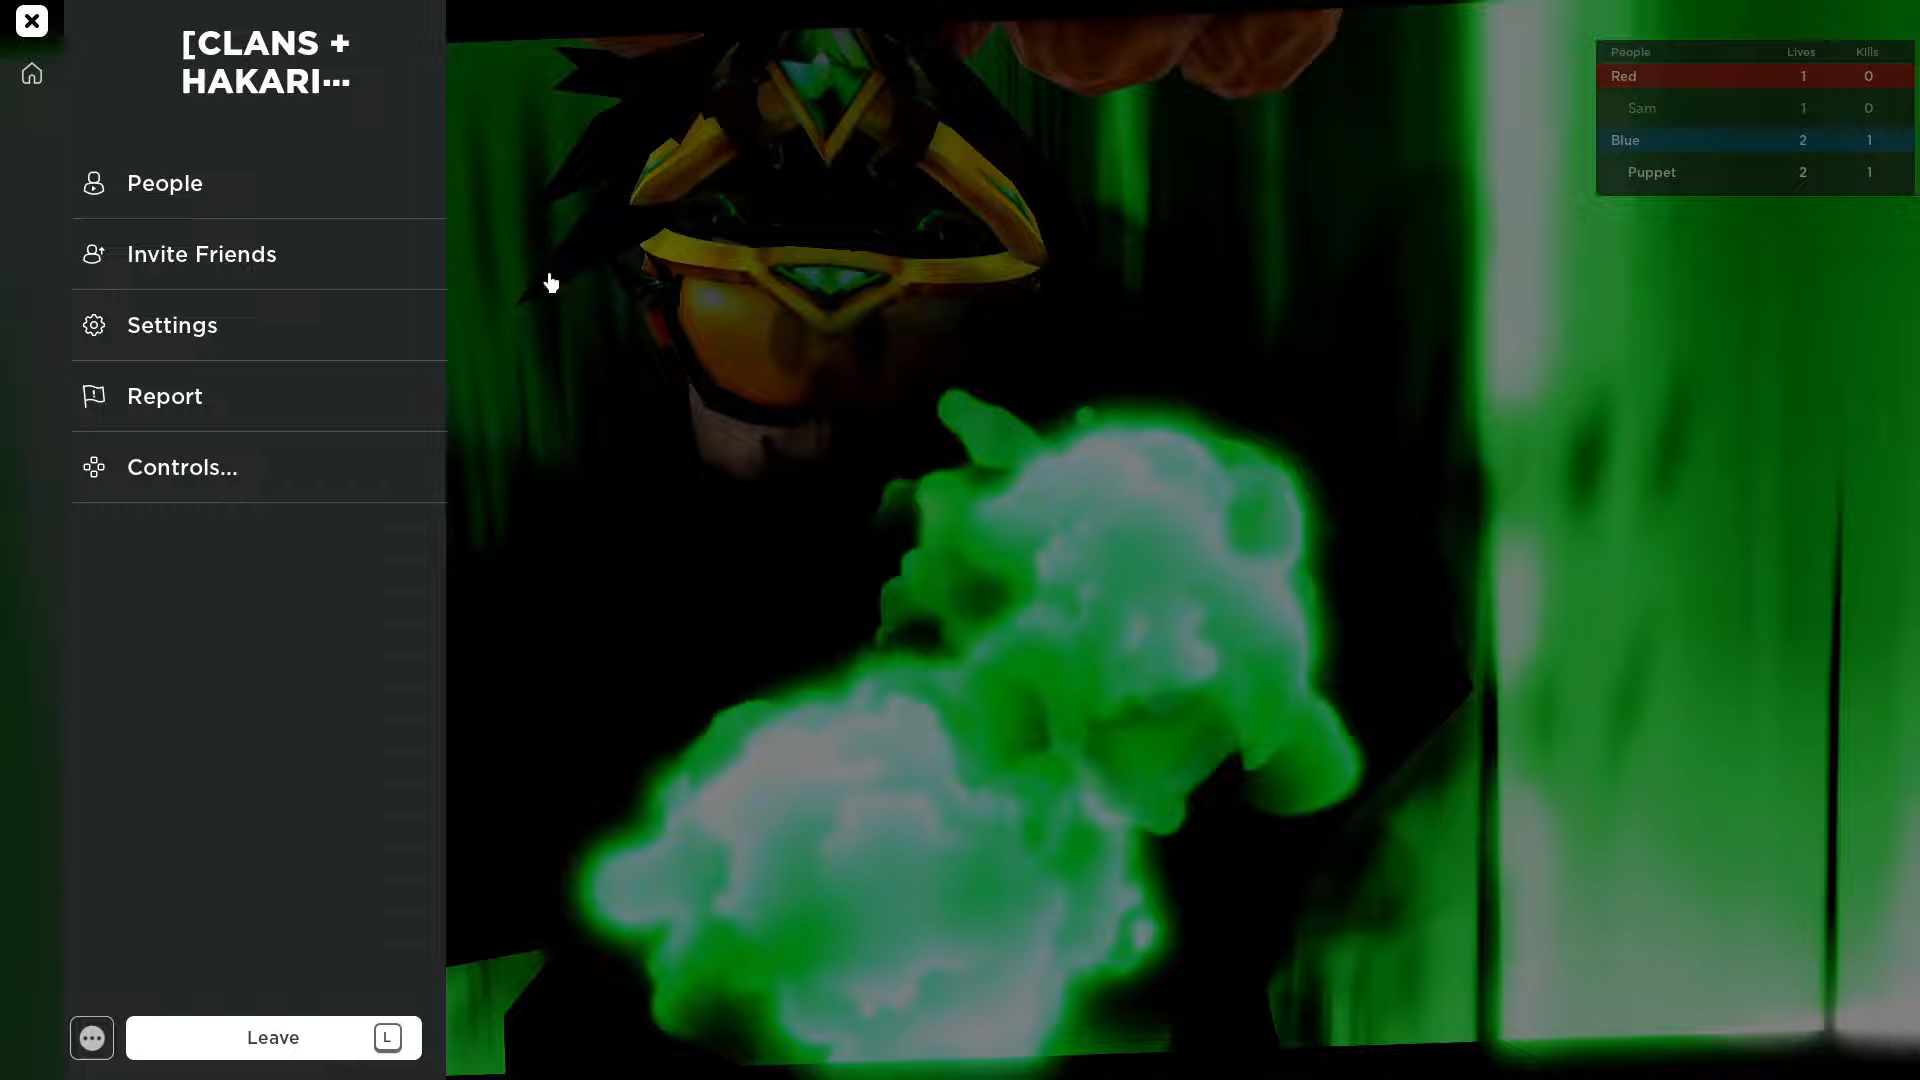 [CLANS +
HAKARI...
People
Invite Friends
Settings
Report
Controls...
Leave L
People Lives Kills
Red 1 0
Sam 1 0
Blue 2 1
Puppet 2 1